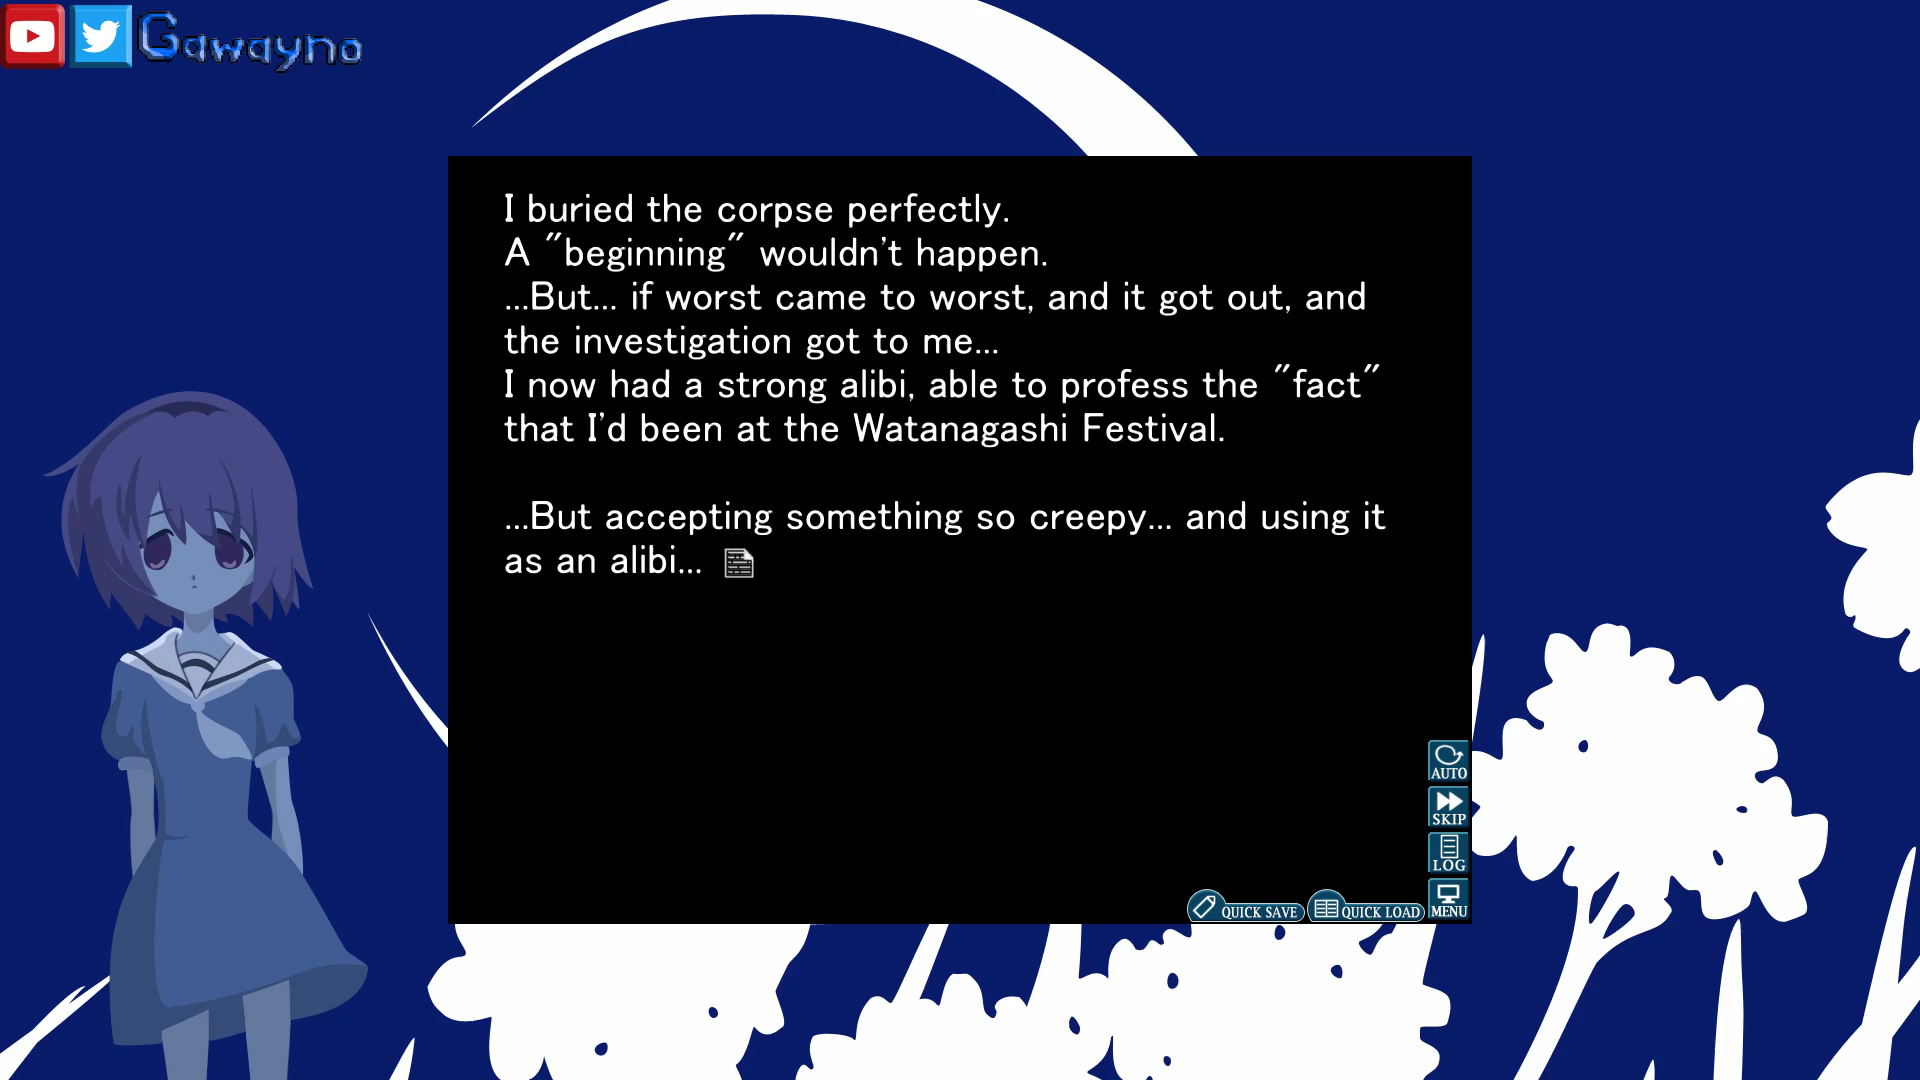 Gawayno
I buried the corpse perfectly.
A "beginning" wouldn't happen.
...But... if worst came to worst, and it got out, and
the investigation got to me...
I now had a strong alibi, able to profess the "fact"
that I'd been at the Watanagashi Festival.
...But accepting something so creepy... and using it
as an alibi...
AUTO
SKIP
LOG
MENU
QUICK SAVE
QUICK LOAD